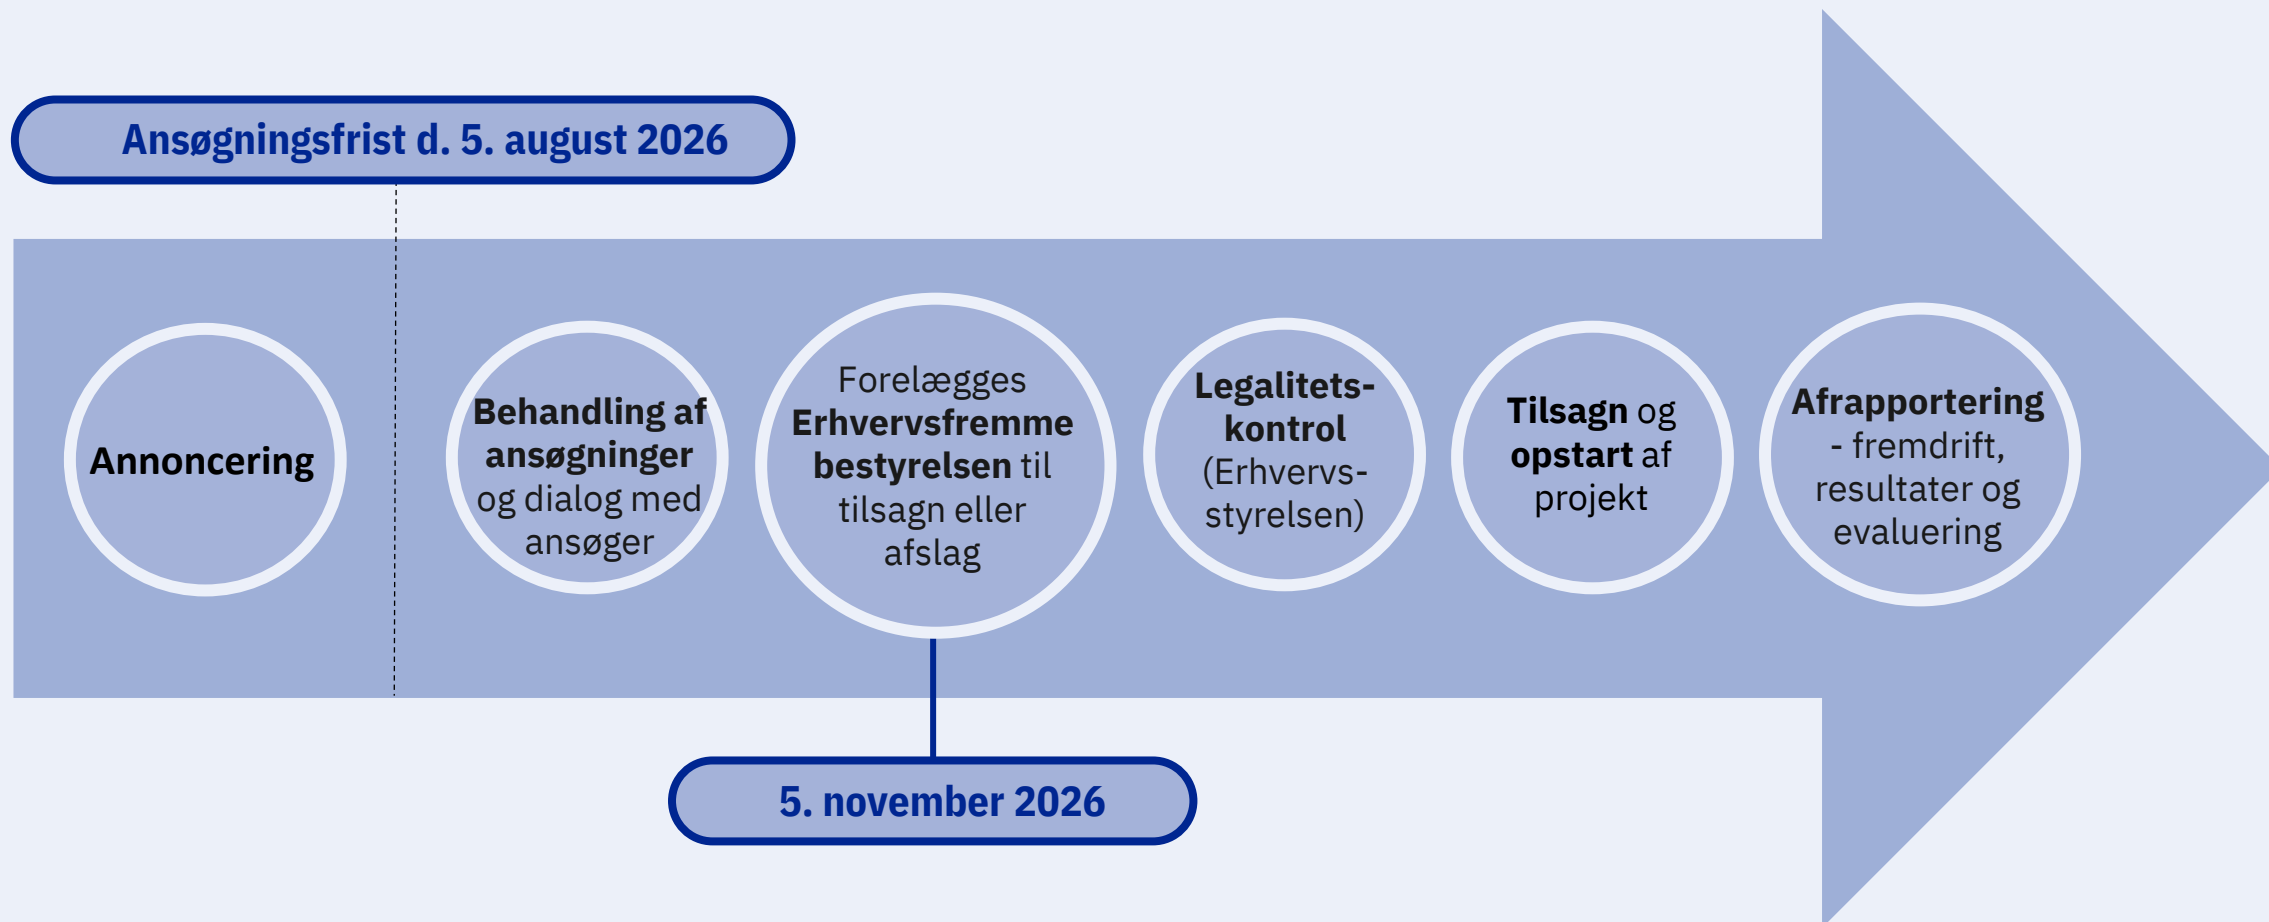 Ansøgningsfrist d. 5. august 2026
Annoncering
Behandling af
ansøgninger
og dialog med
ansøger
Forelægges
Erhvervsfremme
bestyrelsen til
tilsagn eller
afslag
Legalitets-
kontrol
(Erhvervs-
styrelsen)
Tilsagn og
opstart af
projekt
Afrapportering
- fremdrift,
resultater og
evaluering
5. november 2026